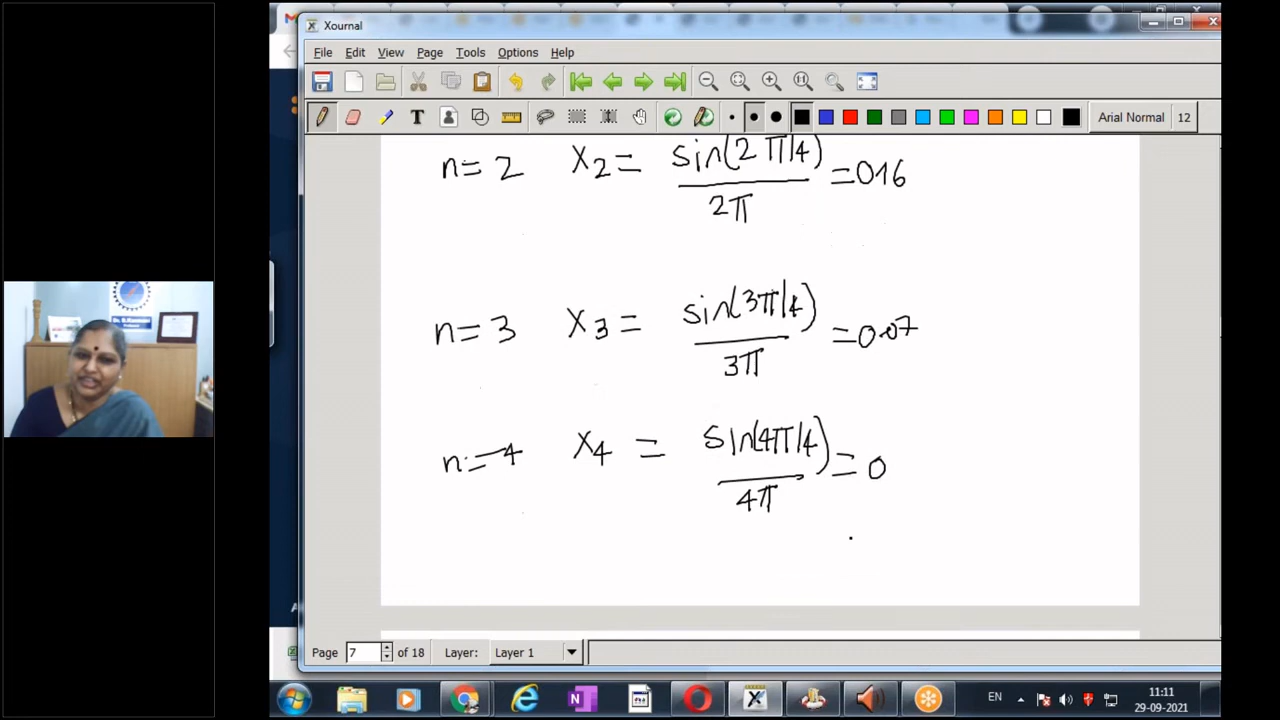 Xournal
File Edit View Page Tools Options Help
Arial Normal 12
n=2 X2= sin(2π/4)/2π =016
n=3 X3= sin(3π/4)/3π =0.07
n=4 X4 = sin(4π/4)/4π =0
Page 7 of 18 Layer: Layer 1
EN 11:11
29-09-2021